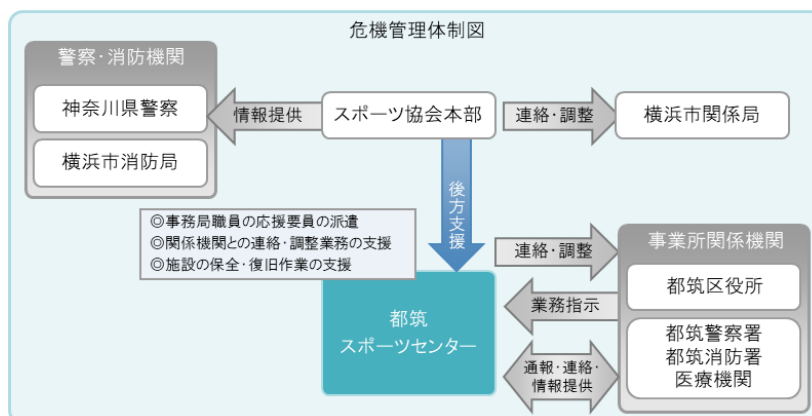 危機管理体制図
警察・消防機関
神奈川県警察
横浜市消防局
情報提供
スポーツ協会本部
連絡・調整
横浜市関係局
後方支援
◎事務局職員の応援要員の派遣
◎関係機関との連絡・調整業務の支援
◎施設の保全・復旧作業の支援
都筑
スポーツセンター
連絡・調整
業務指示
通報・連絡・
情報提供
事業所関係機関
都筑区役所
都筑警察署
都筑消防署
医療機関